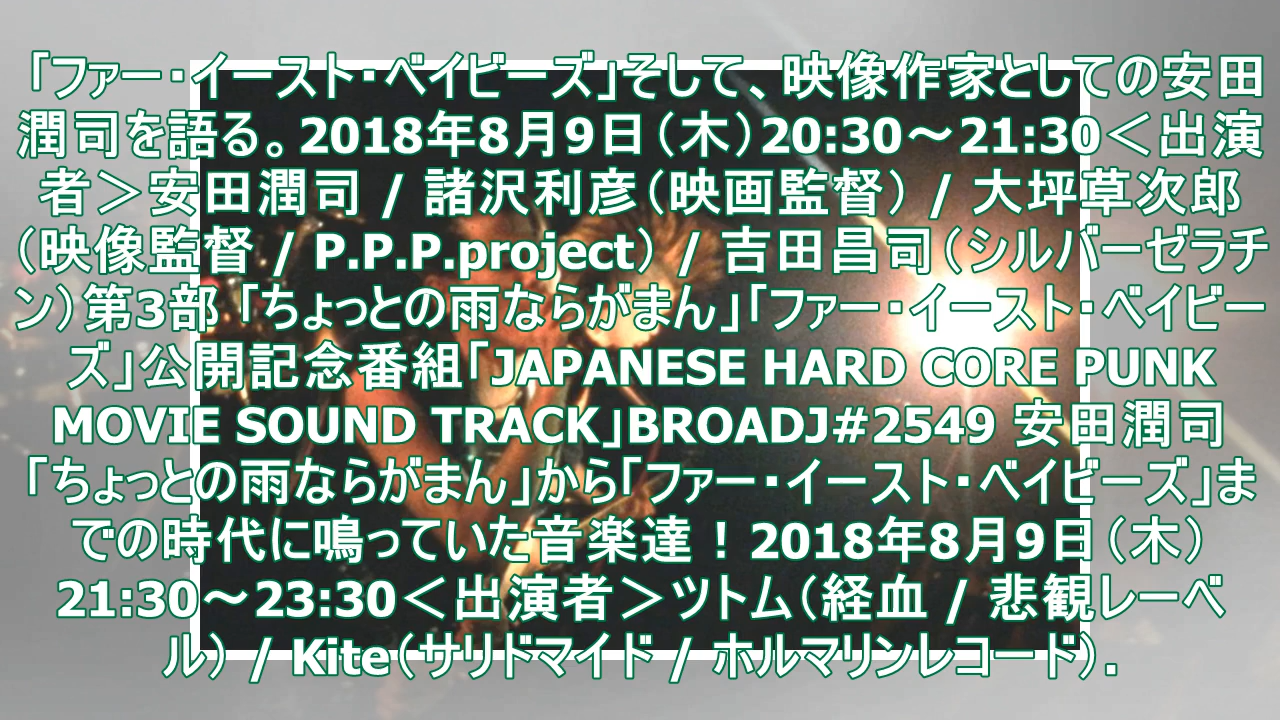 「ファー・イースト・ベイビーズ」そして、映像作家としての安田
潤司を語る。2018年8月9日（木）20:30～21:30＜出演
者＞安田潤司 / 諸沢利彦（映画監督） / 大坪草次郎
（映像監督 / P.P.P.project） / 吉田昌司（シルバーゼラチ
ン）第3部 「ちょっとの雨ならがまん」「ファー・イースト・ベイビー
ズ」公開記念番組「JAPANESE HARD CORE PUNK
MOVIE SOUND TRACK」BROADJ#2549 安田潤司
「ちょっとの雨ならがまん」から「ファー・イースト・ベイビーズ」ま
での時代に鳴っていた音楽達！2018年8月9日（木）
21:30～23:30＜出演者＞ツトム（経血 / 悲観レーベ
ル） / Kite（サリドマイド / ホルマリンレコード）.